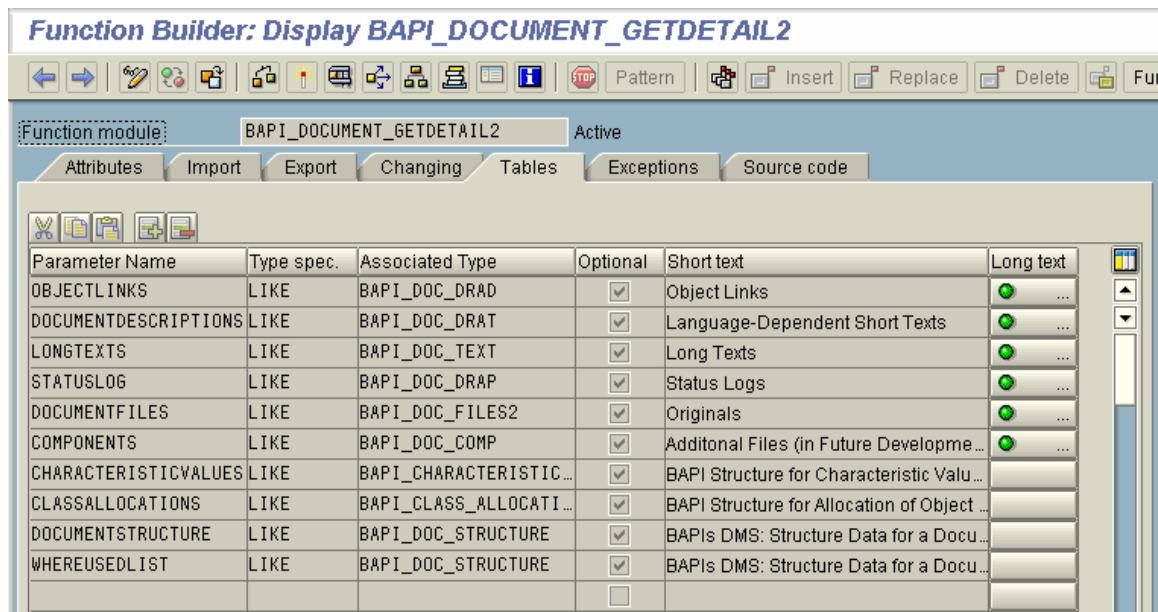 Function Builder: Display BAPI_DOCUMENT_GETDETAIL2
STOP Pattern Insert Replace Delete Fu
Function module BAPI_DOCUMENT_GETDETAIL2 Active
Attributes Import Export Changing Tables Exceptions Source code
Parameter Name Type spec. Associated Type Optional Short text Long text
OBJECTLINKS LIKE BAPI_DOC_DRAD Object Links ...
DOCUMENTDESCRIPTIONS LIKE BAPI_DOC_DRAT Language-Dependent Short Texts ...
LONGTEXTS LIKE BAPI_DOC_TEXT Long Texts ...
STATUSLOG LIKE BAPI_DOC_DRAP Status Logs ...
DOCUMENTFILES LIKE BAPI_DOC_FILES2 Originals ...
COMPONENTS LIKE BAPI_DOC_COMP Additonal Files (in Future Developme... ...
CHARACTERISTICVALUES LIKE BAPI_CHARACTERISTIC... BAPI Structure for Characteristic Valu...
CLASSALLOCATIONS LIKE BAPI_CLASS_ALLOCATI... BAPI Structure for Allocation of Object ...
DOCUMENTSTRUCTURE LIKE BAPI_DOC_STRUCTURE BAPIs DMS: Structure Data for a Docu...
WHEREUSEDLIST LIKE BAPI_DOC_STRUCTURE BAPIs DMS: Structure Data for a Docu...